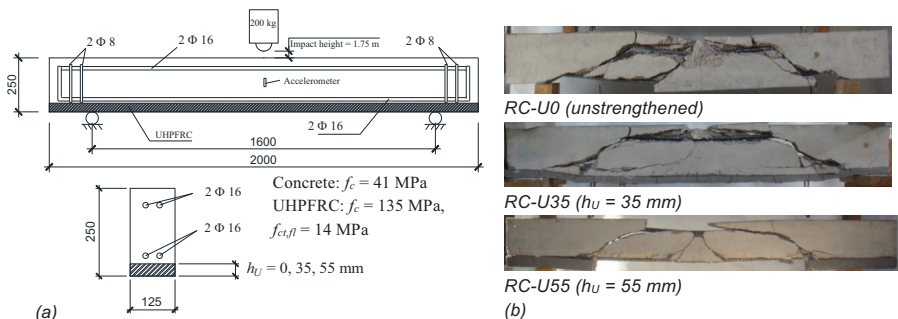 200 kg
2 Φ 8
2 Φ 16
Impact height = 1.75 m
2 Φ 8
Accelerometer
250
UHPFRC
2 Φ 16
1600
2000
Concrete: fc = 41 MPa
UHPFRC: fc = 135 MPa,
fct,fl = 14 MPa
2 Φ 16
2 Φ 16
250
hU = 0, 35, 55 mm
125
(a)
RC-U0 (unstrengthened)
RC-U35 (hU = 35 mm)
RC-U55 (hU = 55 mm)
(b)